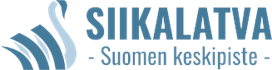 SIIKALATVA
- Suomen keskipiste -